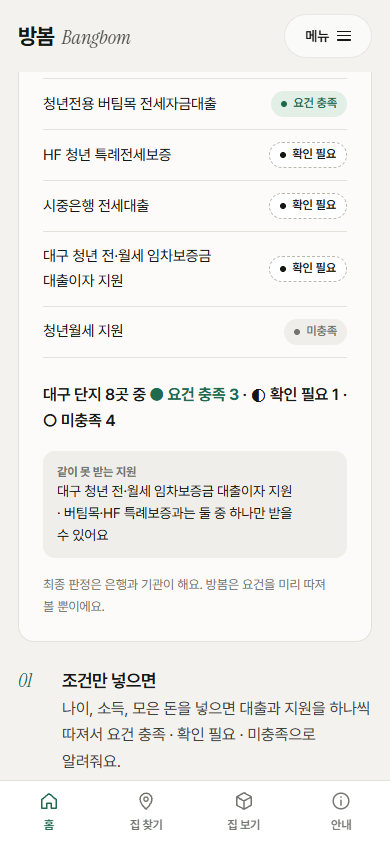 방봄 Bangbom
메뉴
청년전용 버팀목 전세자금대출
요건 충족
HF 청년 특례전세보증
확인 필요
시중은행 전세대출
확인 필요
대구 청년 전·월세 임차보증금
대출이자 지원
확인 필요
청년월세 지원
미충족
대구 단지 8곳 중 ● 요건 충족 3 · ◐ 확인 필요 1 ·
○ 미충족 4
같이 못 받는 지원
대구 청년 전·월세 임차보증금 대출이자 지원
· 버팀목·HF 특례보증과는 둘 중 하나만 받을
수 있어요
최종 판정은 은행과 기관이 해요. 방봄은 요건을 미리 따져
볼 뿐이에요.
01 조건만 넣으면
나이, 소득, 모은 돈을 넣으면 대출과 지원을 하나씩
따져서 요건 충족 · 확인 필요 · 미충족으로
알려줘요.
홈
집 찾기
집 보기
안내